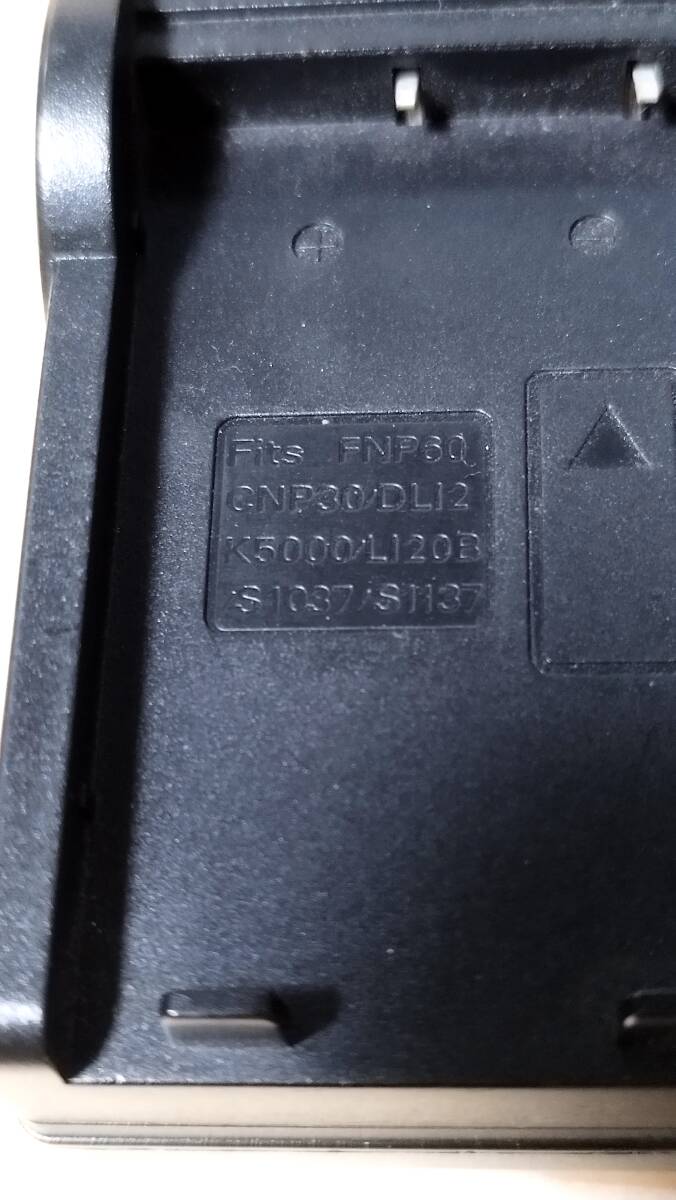 Fits FNP60
CNP30/DLI2
K5000/LI20B
S1037/S1137